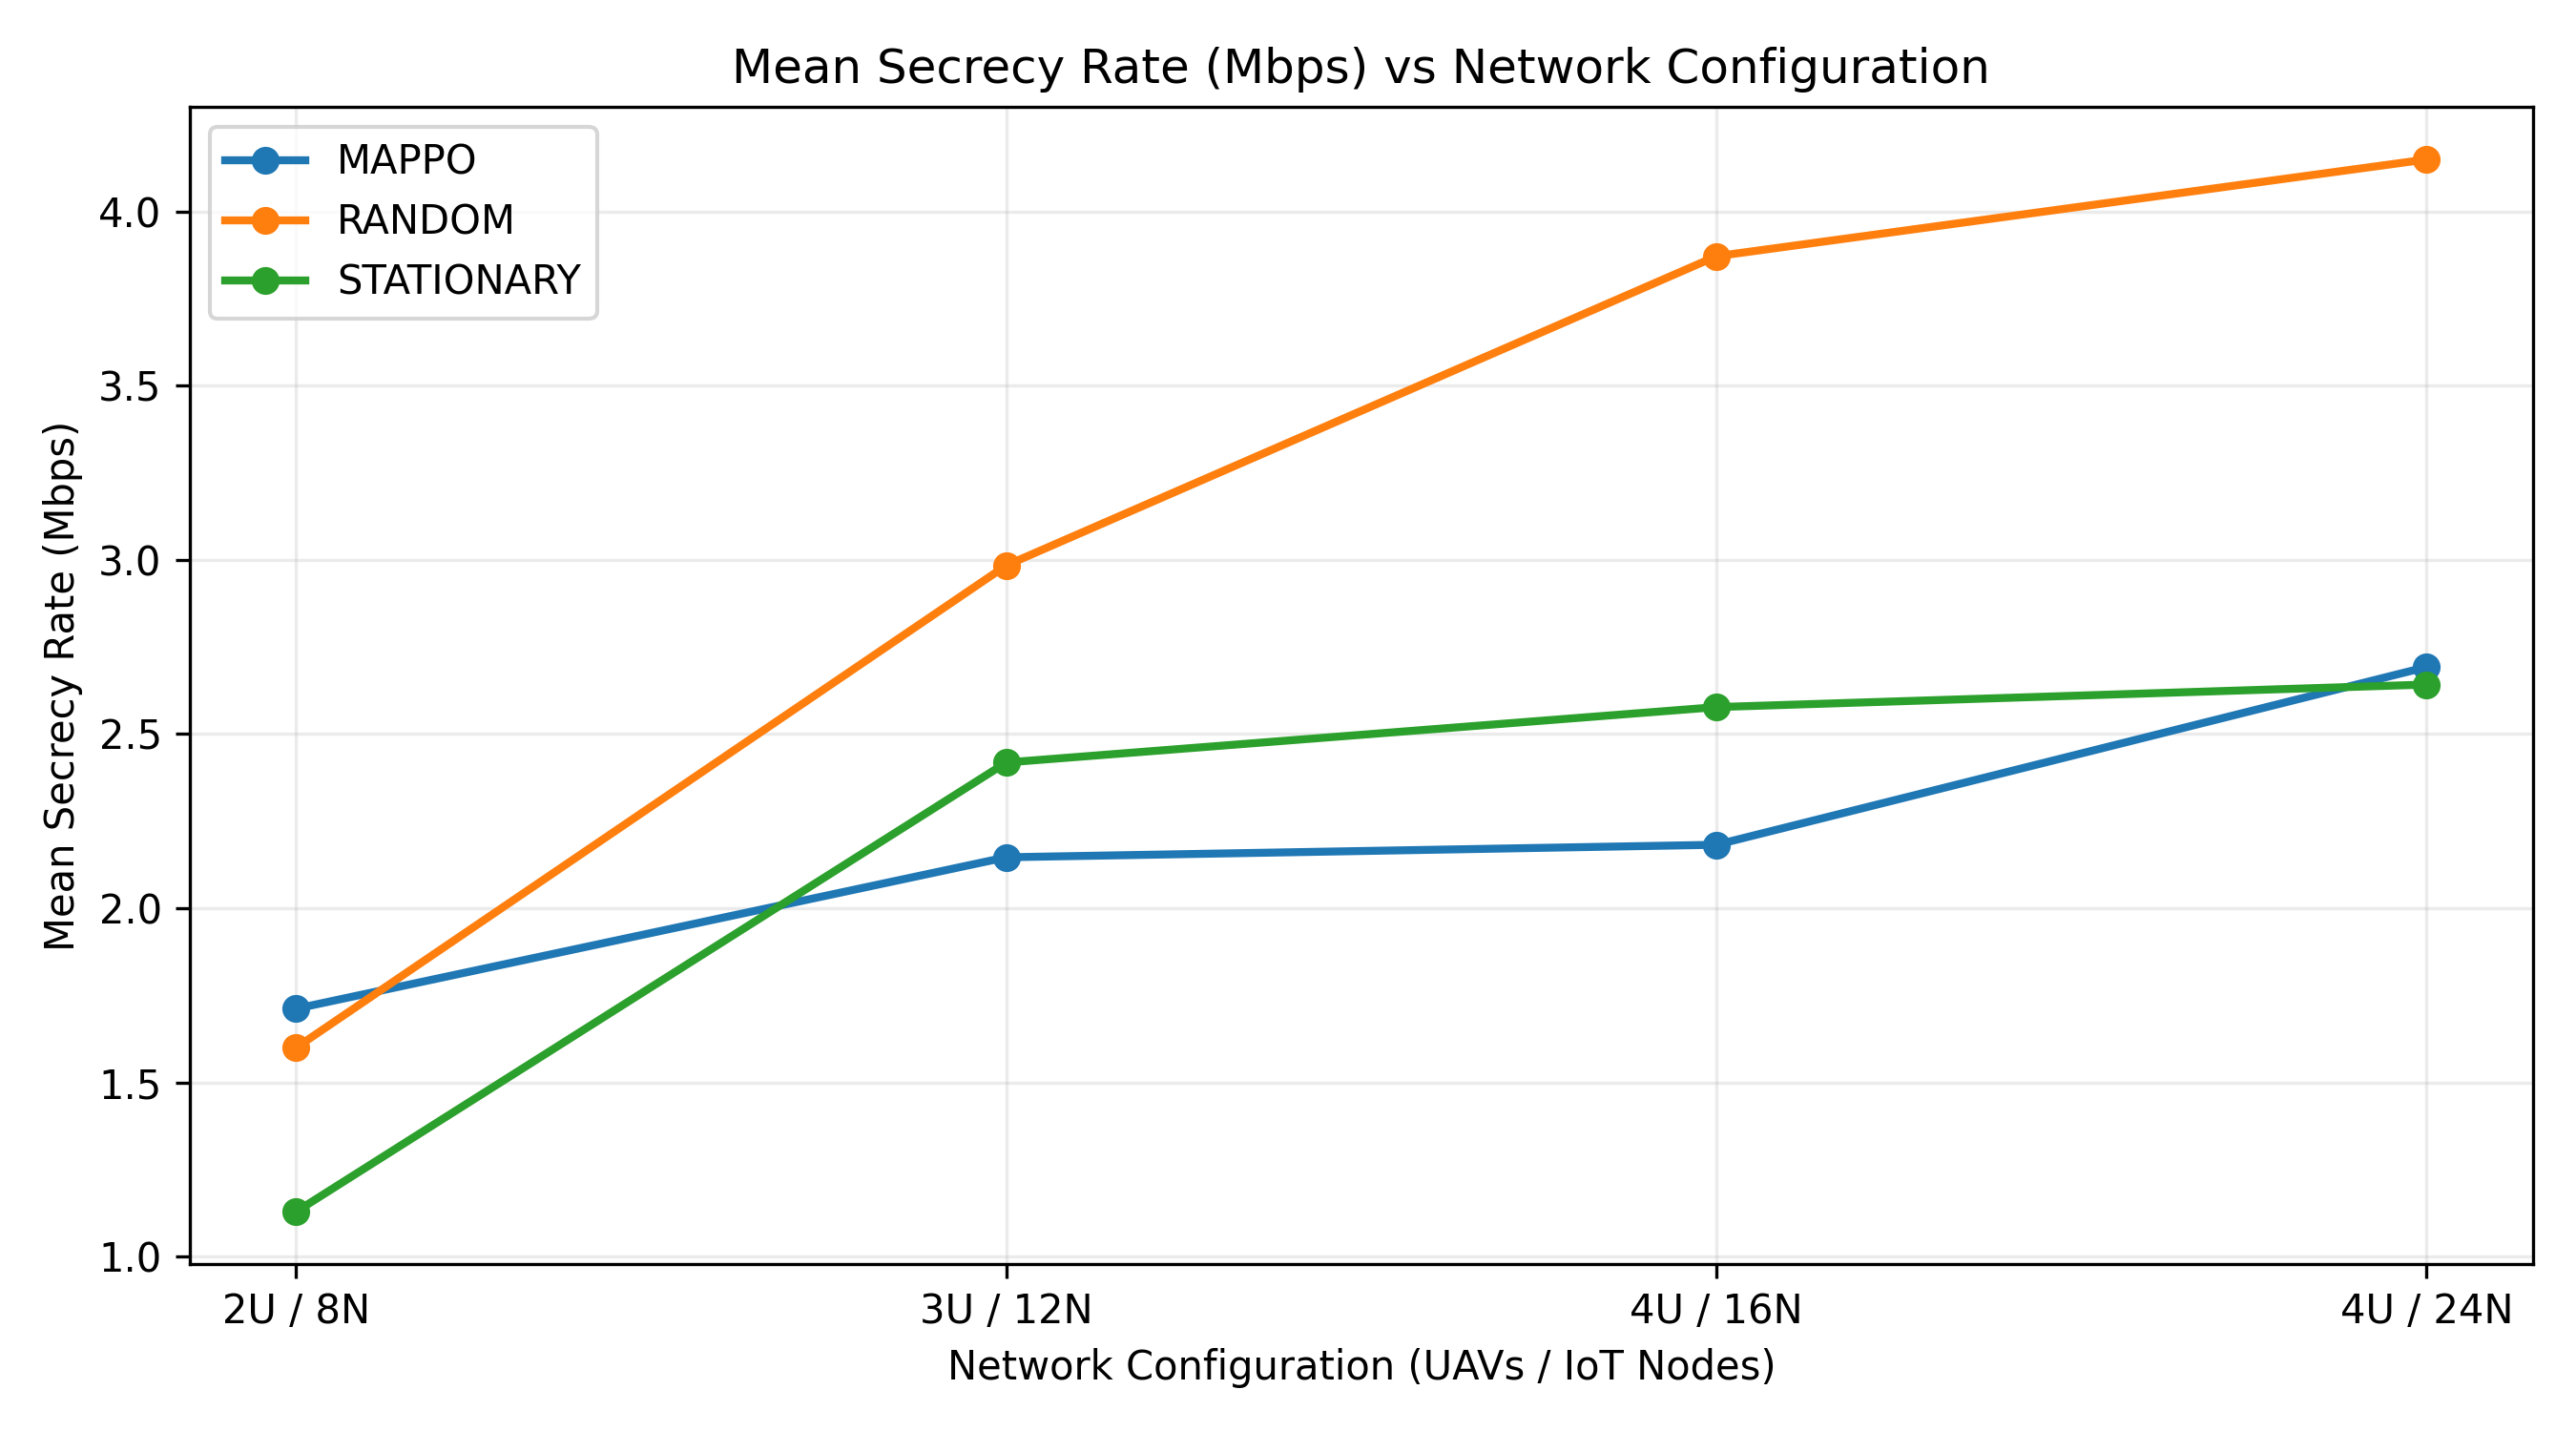 Mean Secrecy Rate (Mbps) vs Network Configuration
MAPPO
RANDOM
STATIONARY
4.0
3.5
3.0
2.5
2.0
1.5
1.0
Mean Secrecy Rate (Mbps)
2U / 8N
3U / 12N
4U / 16N
4U / 24N
Network Configuration (UAVs / IoT Nodes)